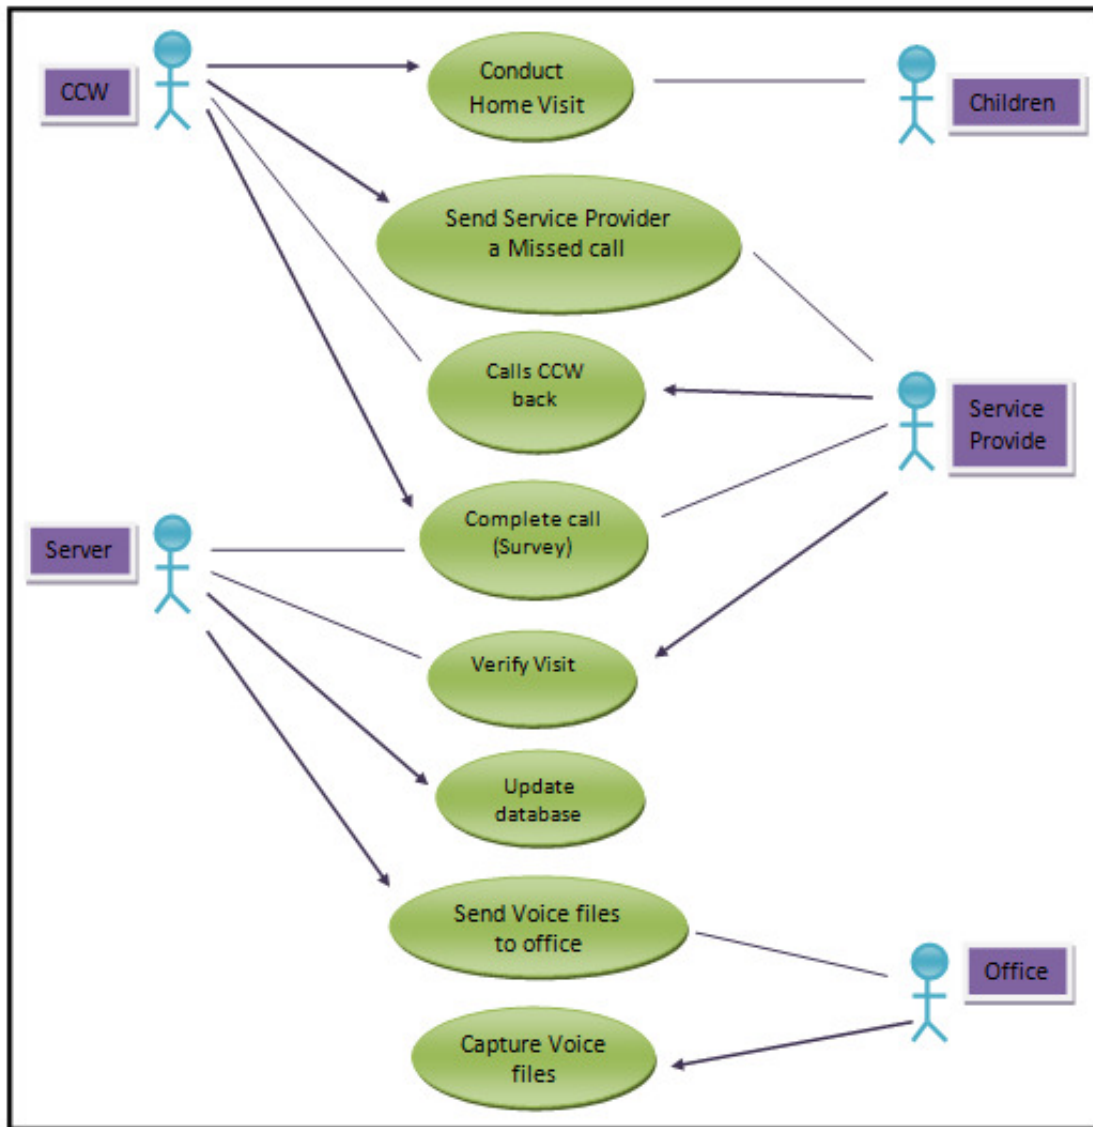 CCW
Conduct
Home Visit
Children
Send Service Provider
a Missed call
Calls CCW
back
Service
Provide
Complete call
(Survey)
Server
Verify Visit
Update
database
Send Voice files
to office
Office
Capture Voice
files